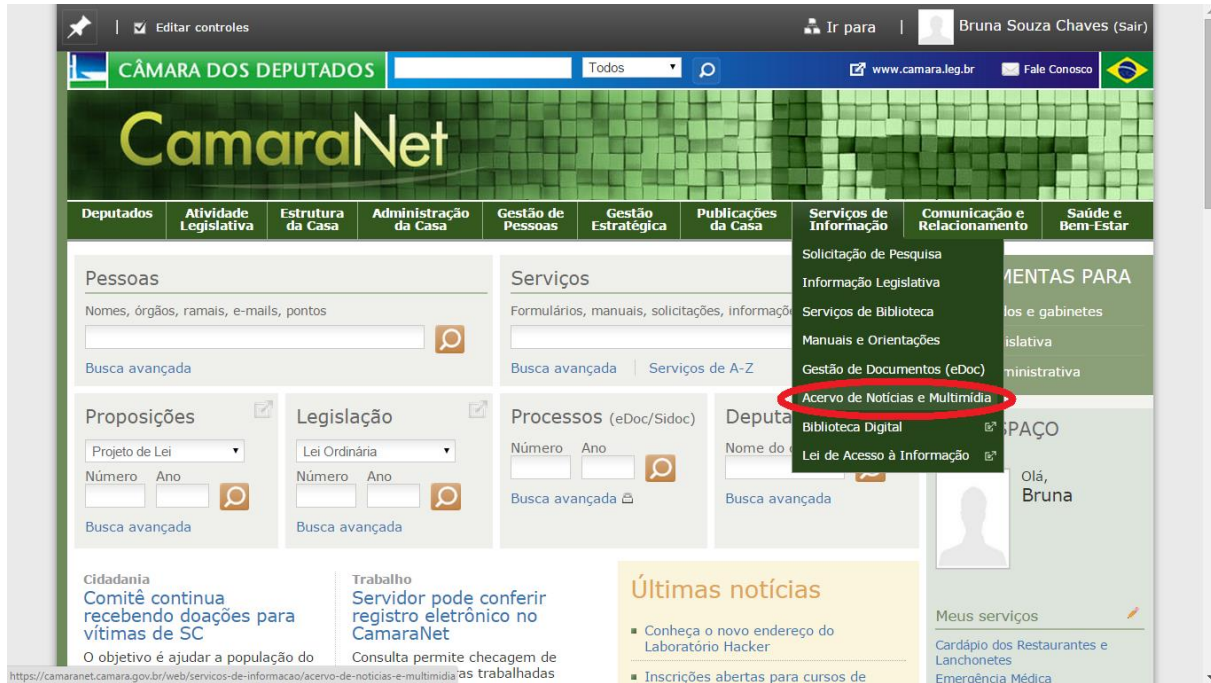 Editar controles
Ir para | Bruna Souza Chaves (Sair)
CÂMARA DOS DEPUTADOS
Todos
www.camara.leg.br
Fale Conosco
CamaraNet
Deputados
Atividade
Legislativa
Estrutura
da Casa
Administração
da Casa
Gestão de
Pessoas
Gestão
Estratégica
Publicações
da Casa
Serviços de
Informação
Comunicação e
Relacionamento
Saúde e
Bem-Estar
Solicitação de Pesquisa
Informação Legislativa
Serviços de Biblioteca
Manuais e Orientações
Gestão de Documentos (eDoc)
Acervo de Notícias e Multimídia
Biblioteca Digital
Lei de Acesso à Informação
Pessoas
Nomes, órgãos, ramais, e-mails, pontos
Busca avançada
Serviços
Formulários, manuais, solicitações,
Busca avançada | Serviços de A-Z
PARA
e gabinetes
Proposições
Projeto de Lei
Número Ano
Busca avançada
Legislação
Lei Ordinária
Número Ano
Busca avançada
Processos (eDoc/Sidoc)
Número Ano
Busca avançada
Nome do
Busca avançada
Olá,
Bruna
Meus serviços
Cardápio dos Restaurantes e
Lanchonetes
Emergência Médica
Cidadania
Comitê continua
recebendo doações para
vítimas de SC
O objetivo é ajudar a população do
Trabalho
Servidor pode conferir
registro eletrônico no
CamaraNet
Consulta permite checagem de
trabalhadas
Últimas notícias
Conheça o novo endereço do
Laboratório Hacker
Inscrições abertas para cursos de
https://camaranet.camara.gov.br/web/servicos-de-informacao/acervo-de-noticias-e-multimidia